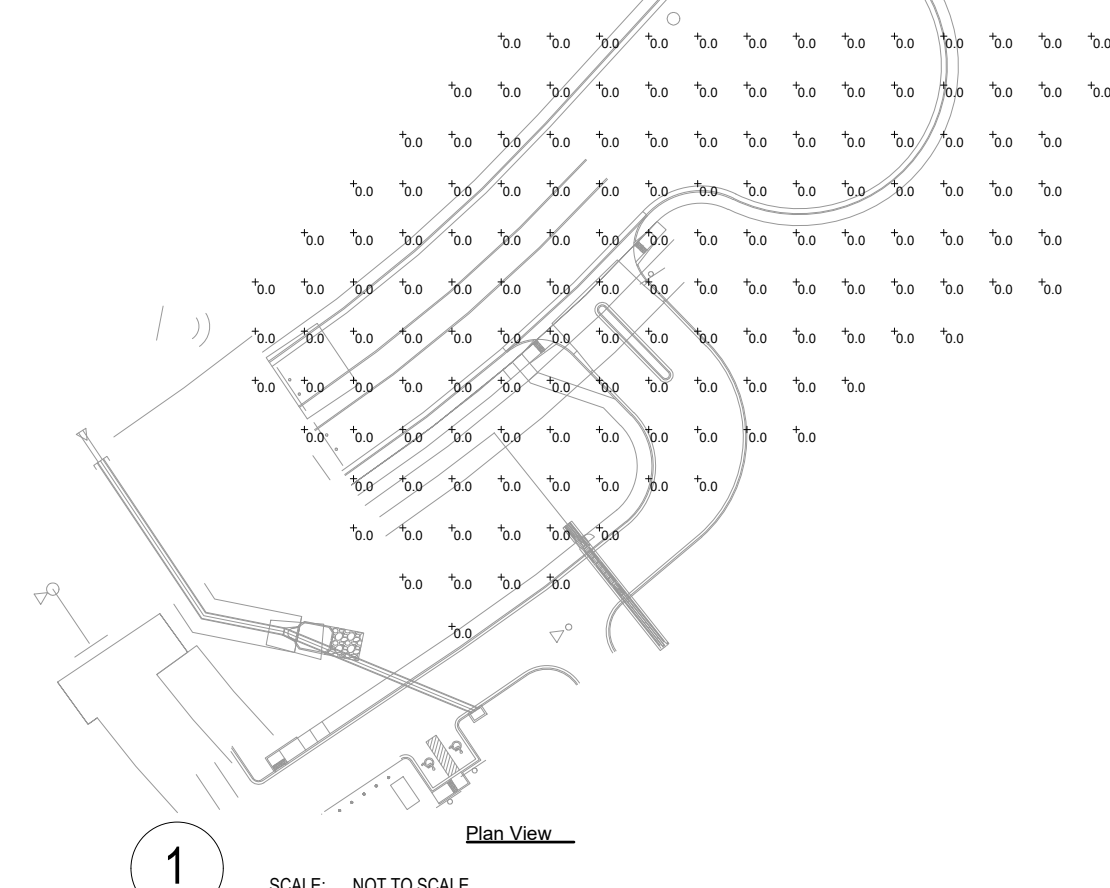 +0.0 +0.0 +0.0 +0.0 +0.0 +0.0 +0.0 +0.0 +0.0 +0.0 +0.0 +0.0 +0.0
+0.0 +0.0 +0.0 +0.0 +0.0 +0.0 +0.0 +0.0 +0.0 +0.0 +0.0 +0.0 +0.0 +0.0
+0.0 +0.0 +0.0 +0.0 +0.0 +0.0 +0.0 +0.0 +0.0 +0.0 +0.0 +0.0 +0.0 +0.0
+0.0 +0.0 +0.0 +0.0 +0.0 +0.0 +0.0 +0.0 +0.0 +0.0 +0.0 +0.0 +0.0 +0.0 +0.0
+0.0 +0.0 +0.0 +0.0 +0.0 +0.0 +0.0 +0.0 +0.0 +0.0 +0.0 +0.0 +0.0 +0.0 +0.0 +0.0
+0.0 +0.0 +0.0 +0.0 +0.0 +0.0 +0.0 +0.0 +0.0 +0.0 +0.0 +0.0 +0.0 +0.0 +0.0 +0.0 +0.0
+0.0 +0.0 +0.0 +0.0 +0.0 +0.0 +0.0 +0.0 +0.0 +0.0 +0.0 +0.0 +0.0 +0.0 +0.0
+0.0 +0.0 +0.0 +0.0 +0.0 +0.0 +0.0 +0.0 +0.0 +0.0 +0.0 +0.0 +0.0
+0.0 +0.0 +0.0 +0.0 +0.0 +0.0 +0.0 +0.0 +0.0 +0.0 +0.0
+0.0 +0.0 +0.0 +0.0 +0.0 +0.0 +0.0 +0.0
+0.0 +0.0 +0.0 +0.0 +0.0 +0.0
+0.0 +0.0 +0.0 +0.0
+0.0
Plan View
1
SCALE: NOT TO SCALE